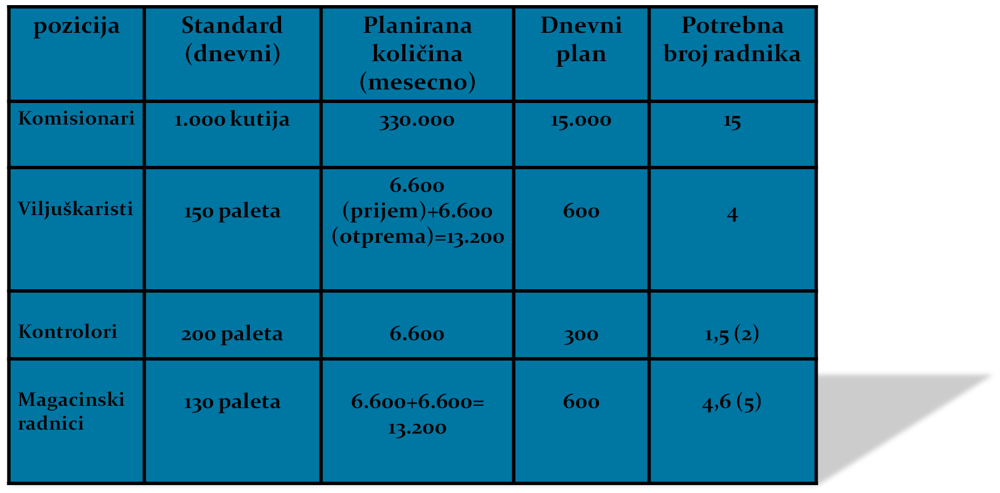 pozicija
Standard
(dnevni)
Planirana
količina
(mesecno)
Dnevni
plan
Potrebna
broj radnika
Komisionari
1.000 kutija
330.000
15.000
15
Viljuškaristi
150 paleta
6.600
(prijem)+6.600
(otprema)=13.200
600
4
Kontrolori
200 paleta
6.600
300
1,5 (2)
Magacinski
radnici
130 paleta
6.600+6.600=
13.200
600
4,6 (5)